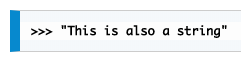 >>> "This is also a string"